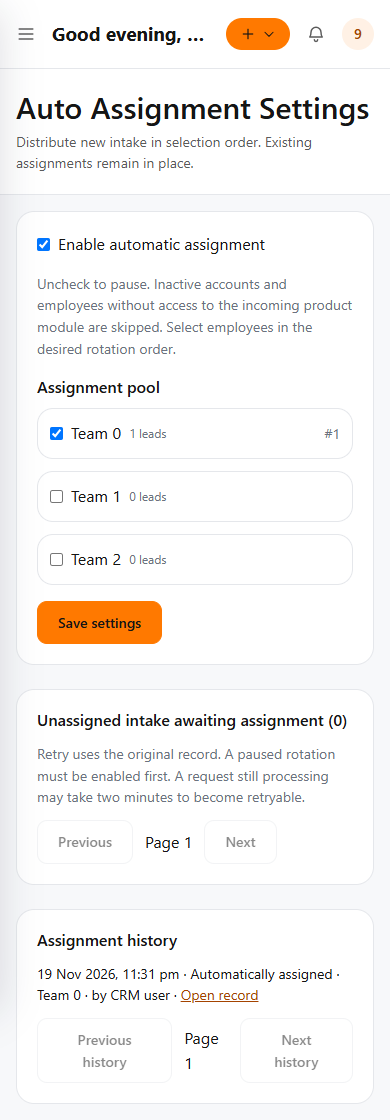 Good evening, ...
9
Auto Assignment Settings
Distribute new intake in selection order. Existing
assignments remain in place.
Enable automatic assignment
Uncheck to pause. Inactive accounts and
employees without access to the incoming product
module are skipped. Select employees in the
desired rotation order.
Assignment pool
Team 0 1 leads #1
Team 1 0 leads
Team 2 0 leads
Save settings
Unassigned intake awaiting assignment (0)
Retry uses the original record. A paused rotation
must be enabled first. A request still processing
may take two minutes to become retryable.
Previous Page 1 Next
Assignment history
19 Nov 2026, 11:31 pm · Automatically assigned ·
Team 0 · by CRM user · Open record
Previous history Page 1 Next history